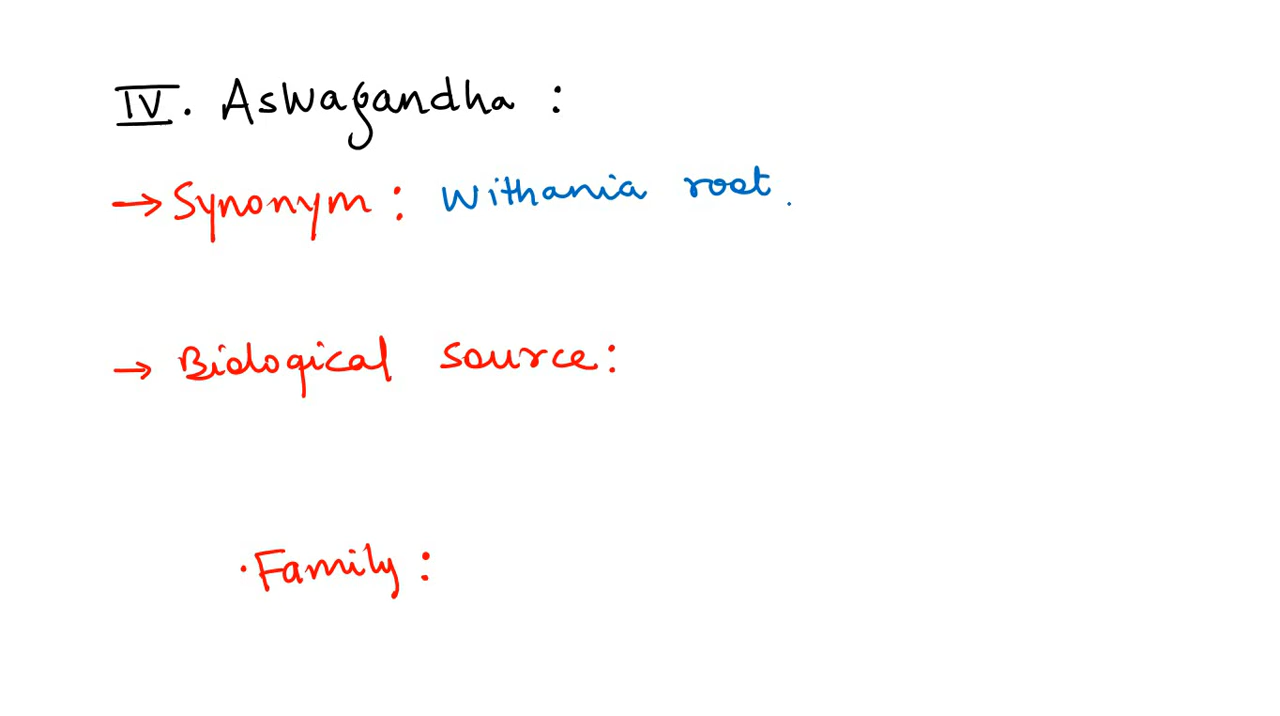 IV. Aswagandha :
→ Synonym : Withania root.
→ Biological source :
· Family :